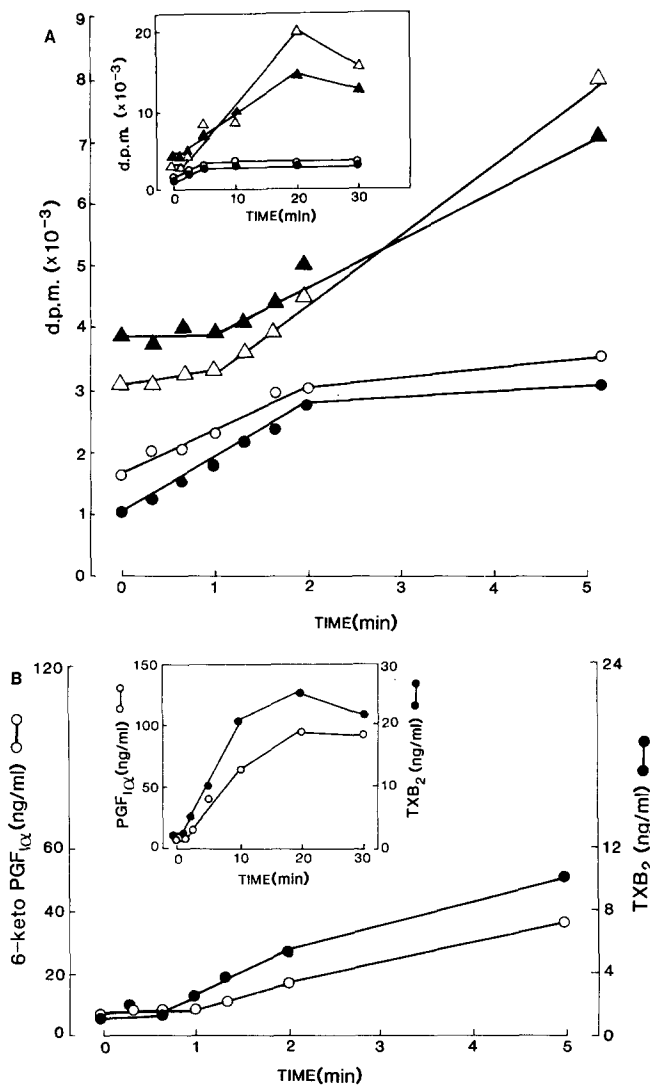 A
d.p.m. (×10⁻³)
9
8
7
6
5
4
3
2
1
0
0 1 2 3 4 5
TIME(min)
d.p.m. (×10⁻³)
20
10
0
0 10 20 30
TIME(min)
B
6-keto PGF1α (ng/ml)
120
60
40
20
0
0 1 2 3 4 5
TIME(min)
TXB2 (ng/ml)
24
12
8
4
0
PGF1α (ng/ml)
150
100
50
0
0 10 20 30
TIME(min)
TXB2 (ng/ml)
30
20
10
0